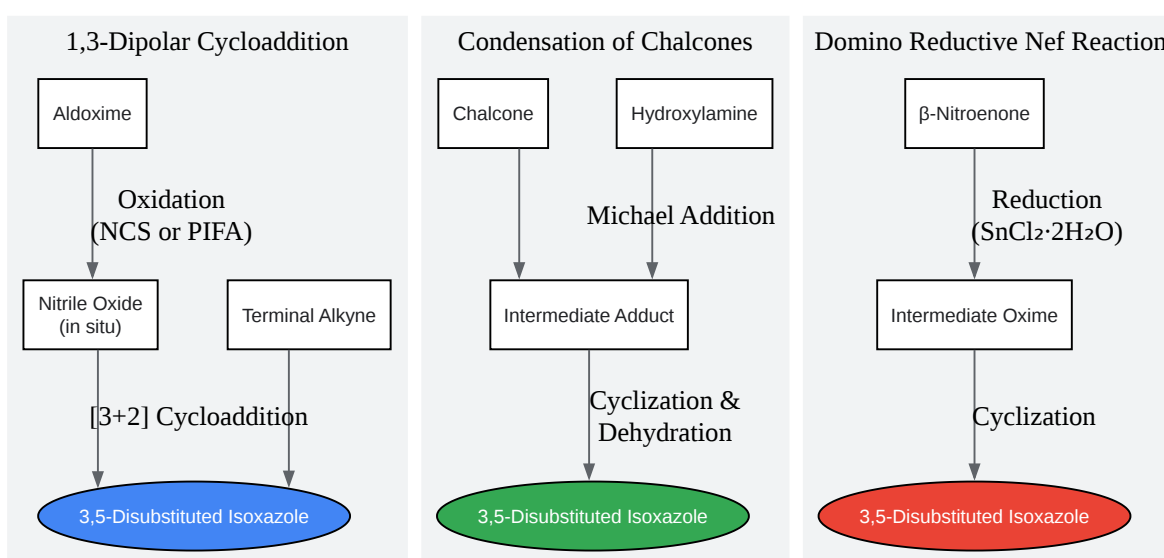 1,3-Dipolar Cycloaddition
Aldoxime
Oxidation
(NCS or PIFA)
Nitrile Oxide
(in situ)
Terminal Alkyne
[3+2] Cycloaddition
3,5-Disubstituted Isoxazole
Condensation of Chalcones
Chalcone
Hydroxylamine
Michael Addition
Intermediate Adduct
Cyclization &
Dehydration
3,5-Disubstituted Isoxazole
Domino Reductive Nef Reaction
β-Nitroenone
Reduction
(SnCl₂·2H₂O)
Intermediate Oxime
Cyclization
3,5-Disubstituted Isoxazole